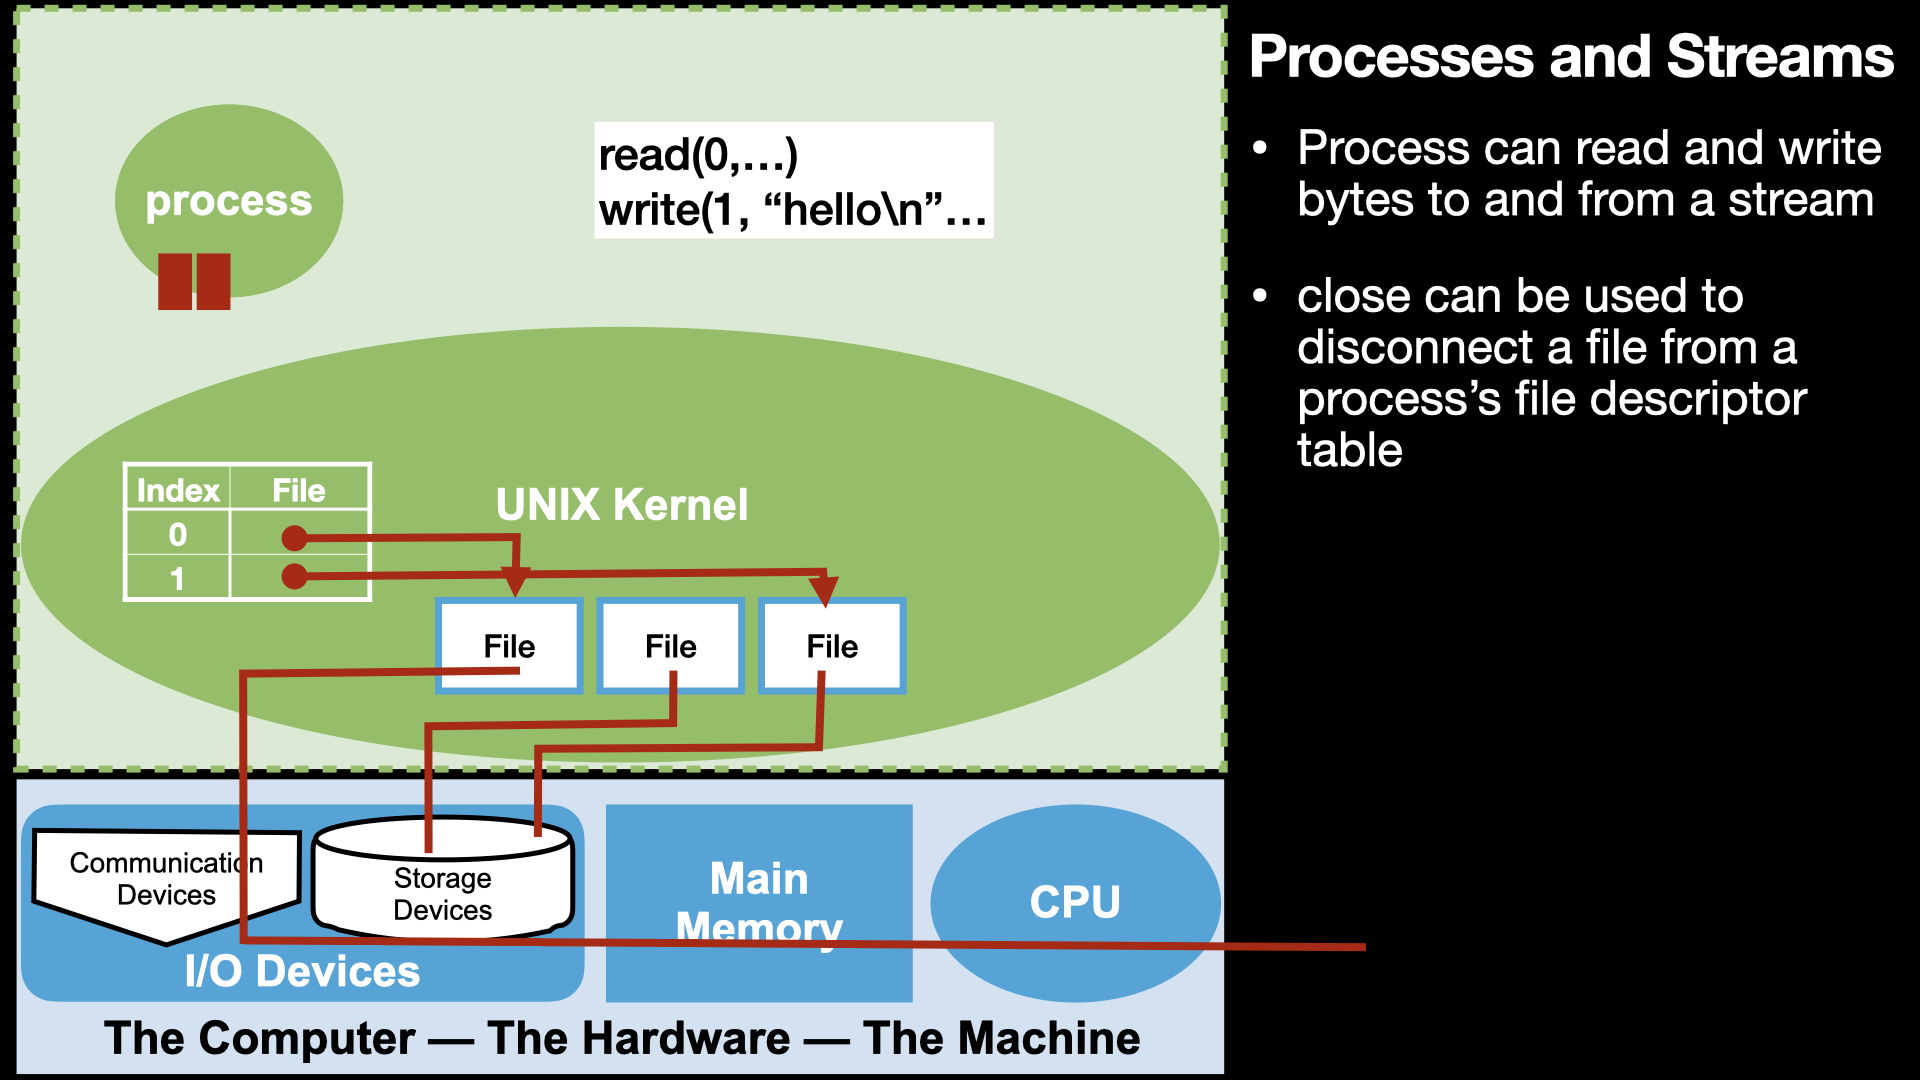 Processes and Streams
• Process can read and write
bytes to and from a stream
• close can be used to
disconnect a file from a
process’s file descriptor
table
process
read(0,…)
write(1, “hello\n”…
UNIX Kernel
Index File
0
1
File File File
Communication
Devices
Storage
Devices
I/O Devices
Main
Memory
CPU
The Computer — The Hardware — The Machine